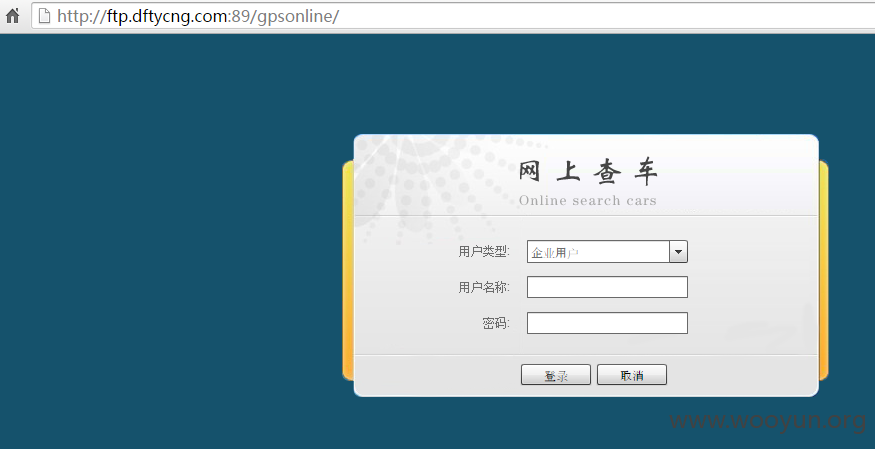 http://ftp.dftycng.com:89/gpsonline/
网上查车
Online search cars
用户类型: 企业用户
用户名称:
密码:
登录 取消
www.wooyun.org